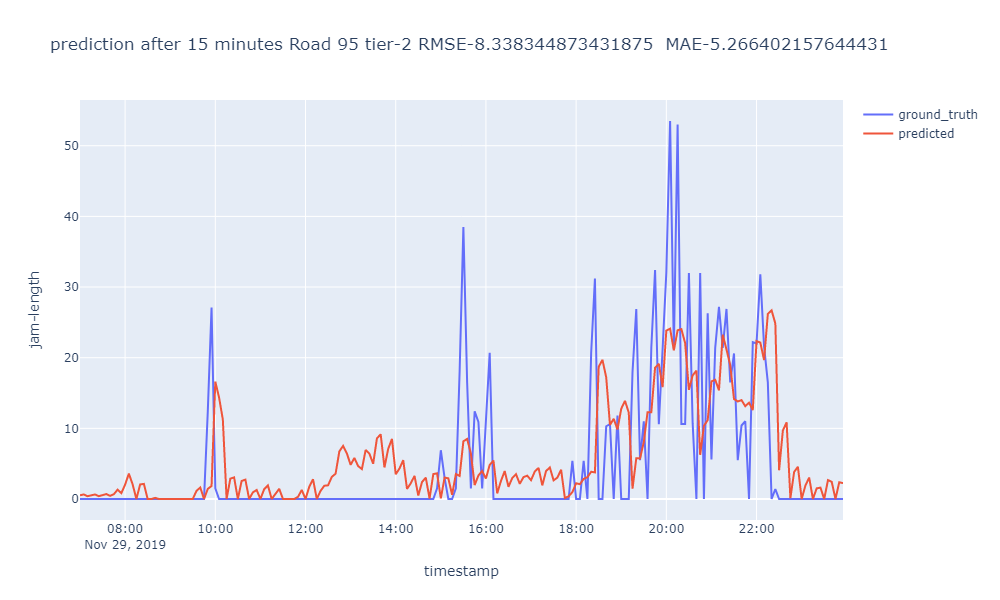 prediction after 15 minutes Road 95 tier-2 RMSE-8.338344873431875  MAE-5.266402157644431
ground_truth
predicted
50
40
30
20
10
0
jam-length
08:00 10:00 12:00 14:00 16:00 18:00 20:00 22:00
Nov 29, 2019
timestamp